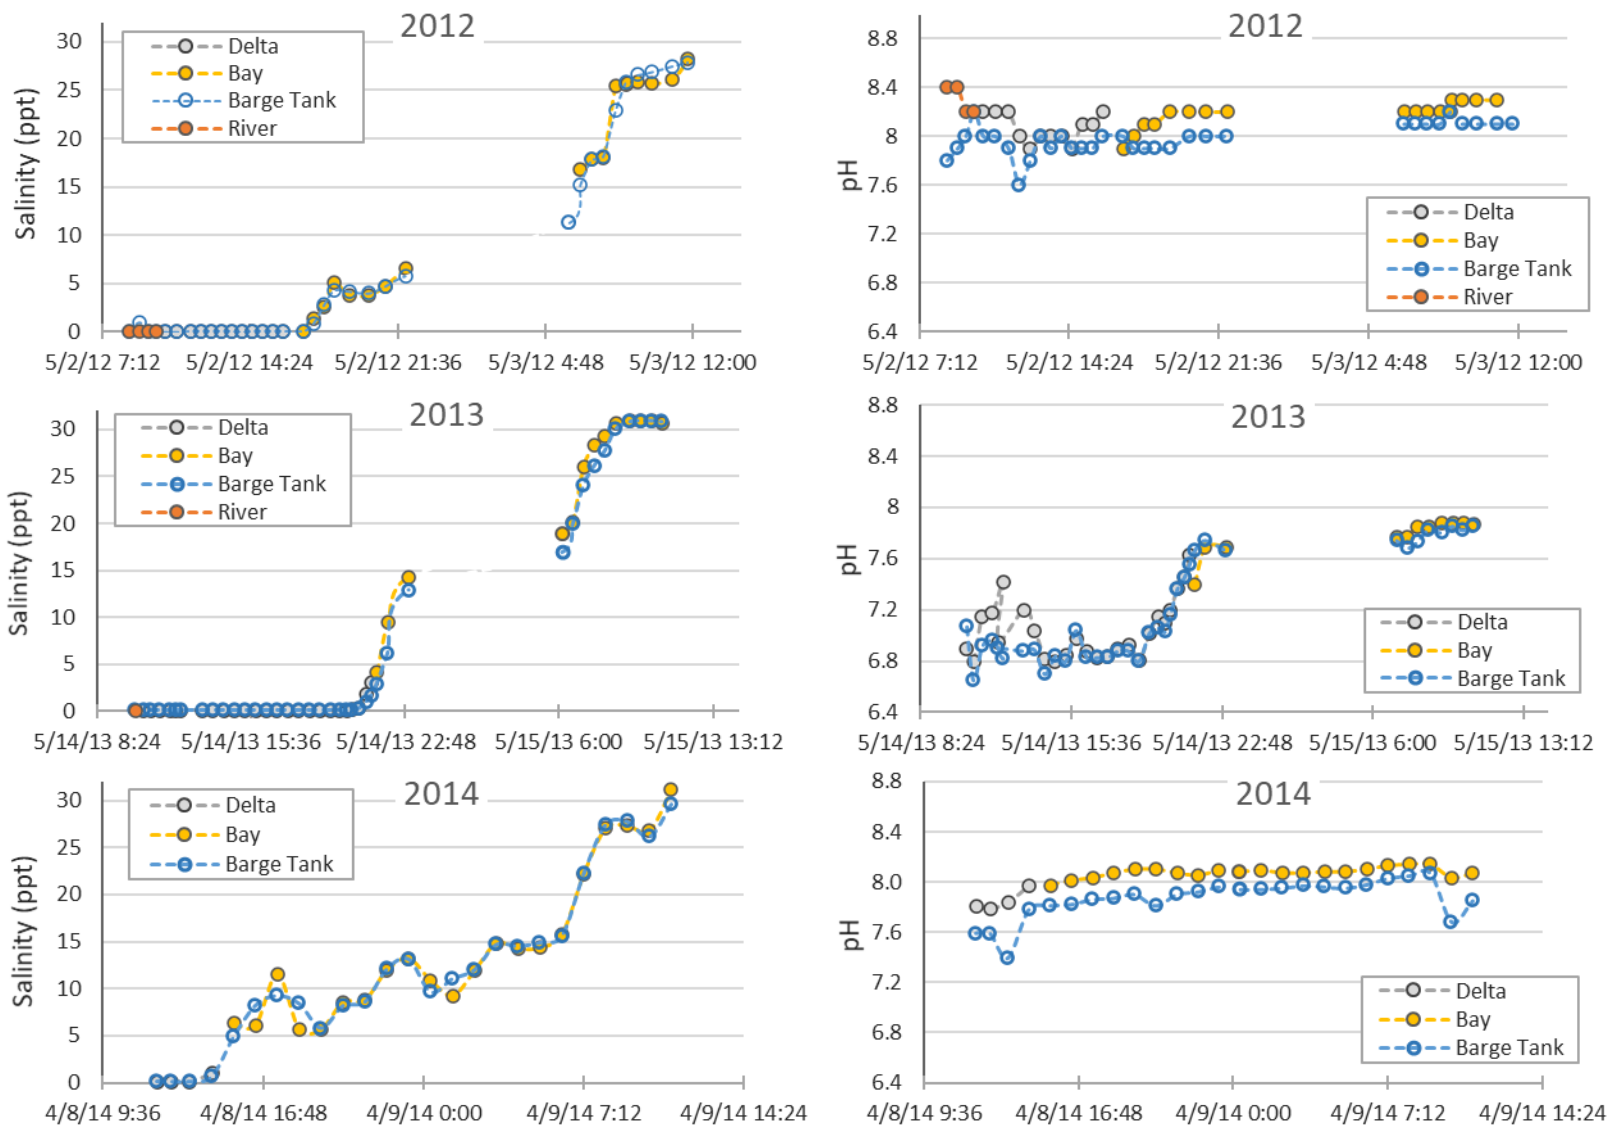 2012
Salinity (ppt)
30
25
20
15
10
5
0
Delta
Bay
Barge Tank
River
5/2/12 7:12
5/2/12 14:24
5/2/12 21:36
5/3/12 4:48
5/3/12 12:00
2012
pH
8.8
8.4
8
7.6
7.2
6.8
6.4
Delta
Bay
Barge Tank
River
5/2/12 7:12
5/2/12 14:24
5/2/12 21:36
5/3/12 4:48
5/3/12 12:00
2013
Salinity (ppt)
30
25
20
15
10
5
0
Delta
Bay
Barge Tank
River
5/14/13 8:24
5/14/13 15:36
5/14/13 22:48
5/15/13 6:00
5/15/13 13:12
2013
pH
8.8
8.4
8
7.6
7.2
6.8
6.4
Delta
Bay
Barge Tank
5/14/13 8:24
5/14/13 15:36
5/14/13 22:48
5/15/13 6:00
5/15/13 13:12
2014
Salinity (ppt)
30
25
20
15
10
5
0
Delta
Bay
Barge Tank
4/8/14 9:36
4/8/14 16:48
4/9/14 0:00
4/9/14 7:12
4/9/14 14:24
2014
pH
8.8
8.4
8.0
7.6
7.2
6.8
6.4
Delta
Bay
Barge Tank
4/8/14 9:36
4/8/14 16:48
4/9/14 0:00
4/9/14 7:12
4/9/14 14:24